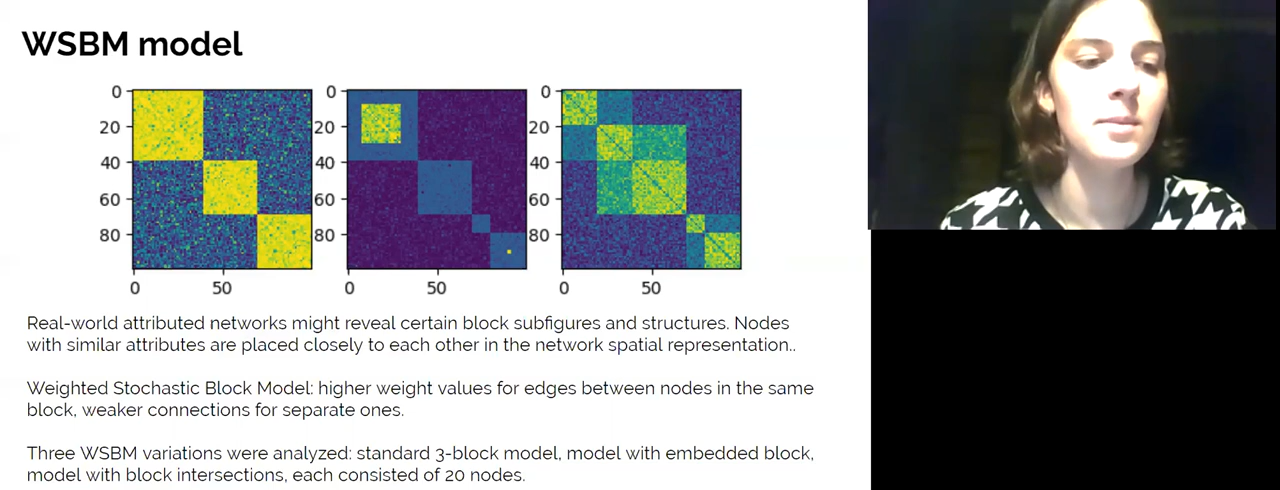 WSBM model
0 0 0
20 20 20
40 40 40
60 60 60
80 80 80
0 50 0 50 0 50
Real-world attributed networks might reveal certain block subfigures and structures. Nodes
with similar attributes are placed closely to each other in the network spatial representation..
Weighted Stochastic Block Model: higher weight values for edges between nodes in the same
block, weaker connections for separate ones.
Three WSBM variations were analyzed: standard 3-block model, model with embedded block,
model with block intersections, each consisted of 20 nodes.